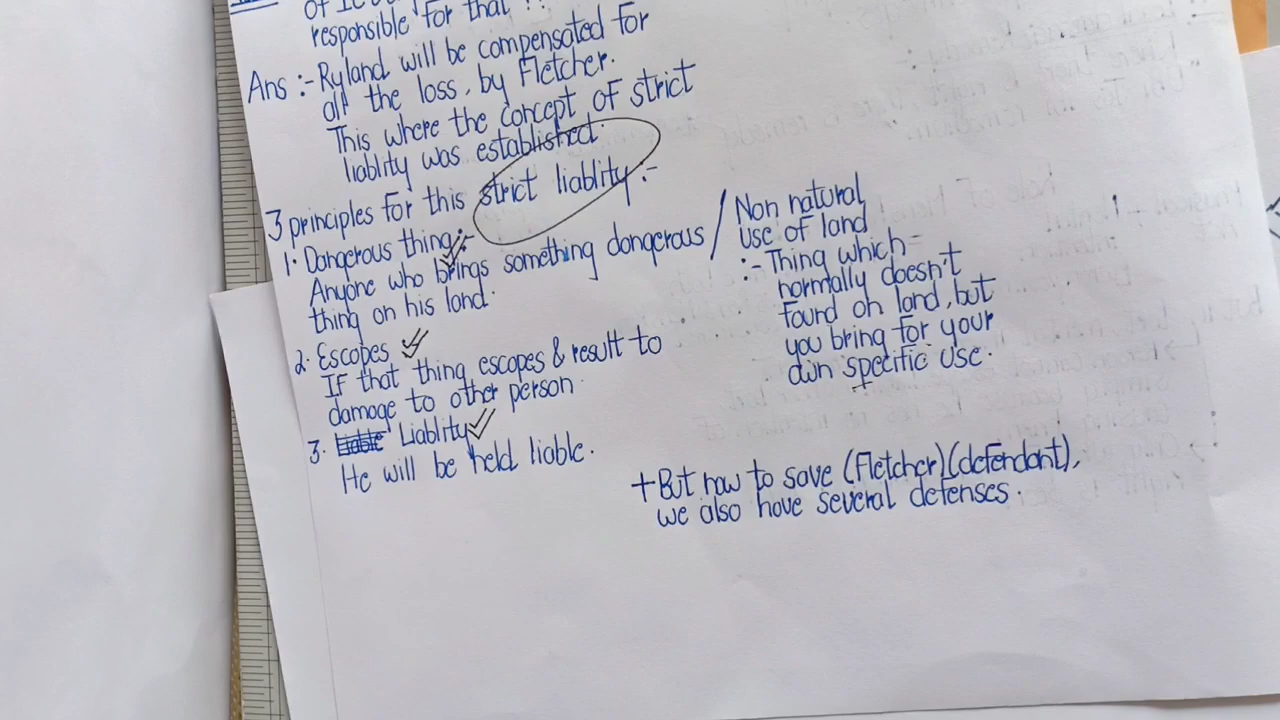 responsible for that ??
Ans :- Ryland will be compensated for
all the loss, by Fletcher.
This where the concept of strict
liablity was established.
3 principles for this strict liablity :-
1. Dangerous thing :-
Anyone who brings something dangerous /
thing on his land.
Non natural
use of land
:- Thing which
normally doesn't
found on land, but
you bring for your
own specific use.
2. Escapes
If that thing escapes & result to
damage to other person
3. Liable Liablity
He will be held liable.
+ But how to save (Fletcher)(defendant),
we also have several defenses.